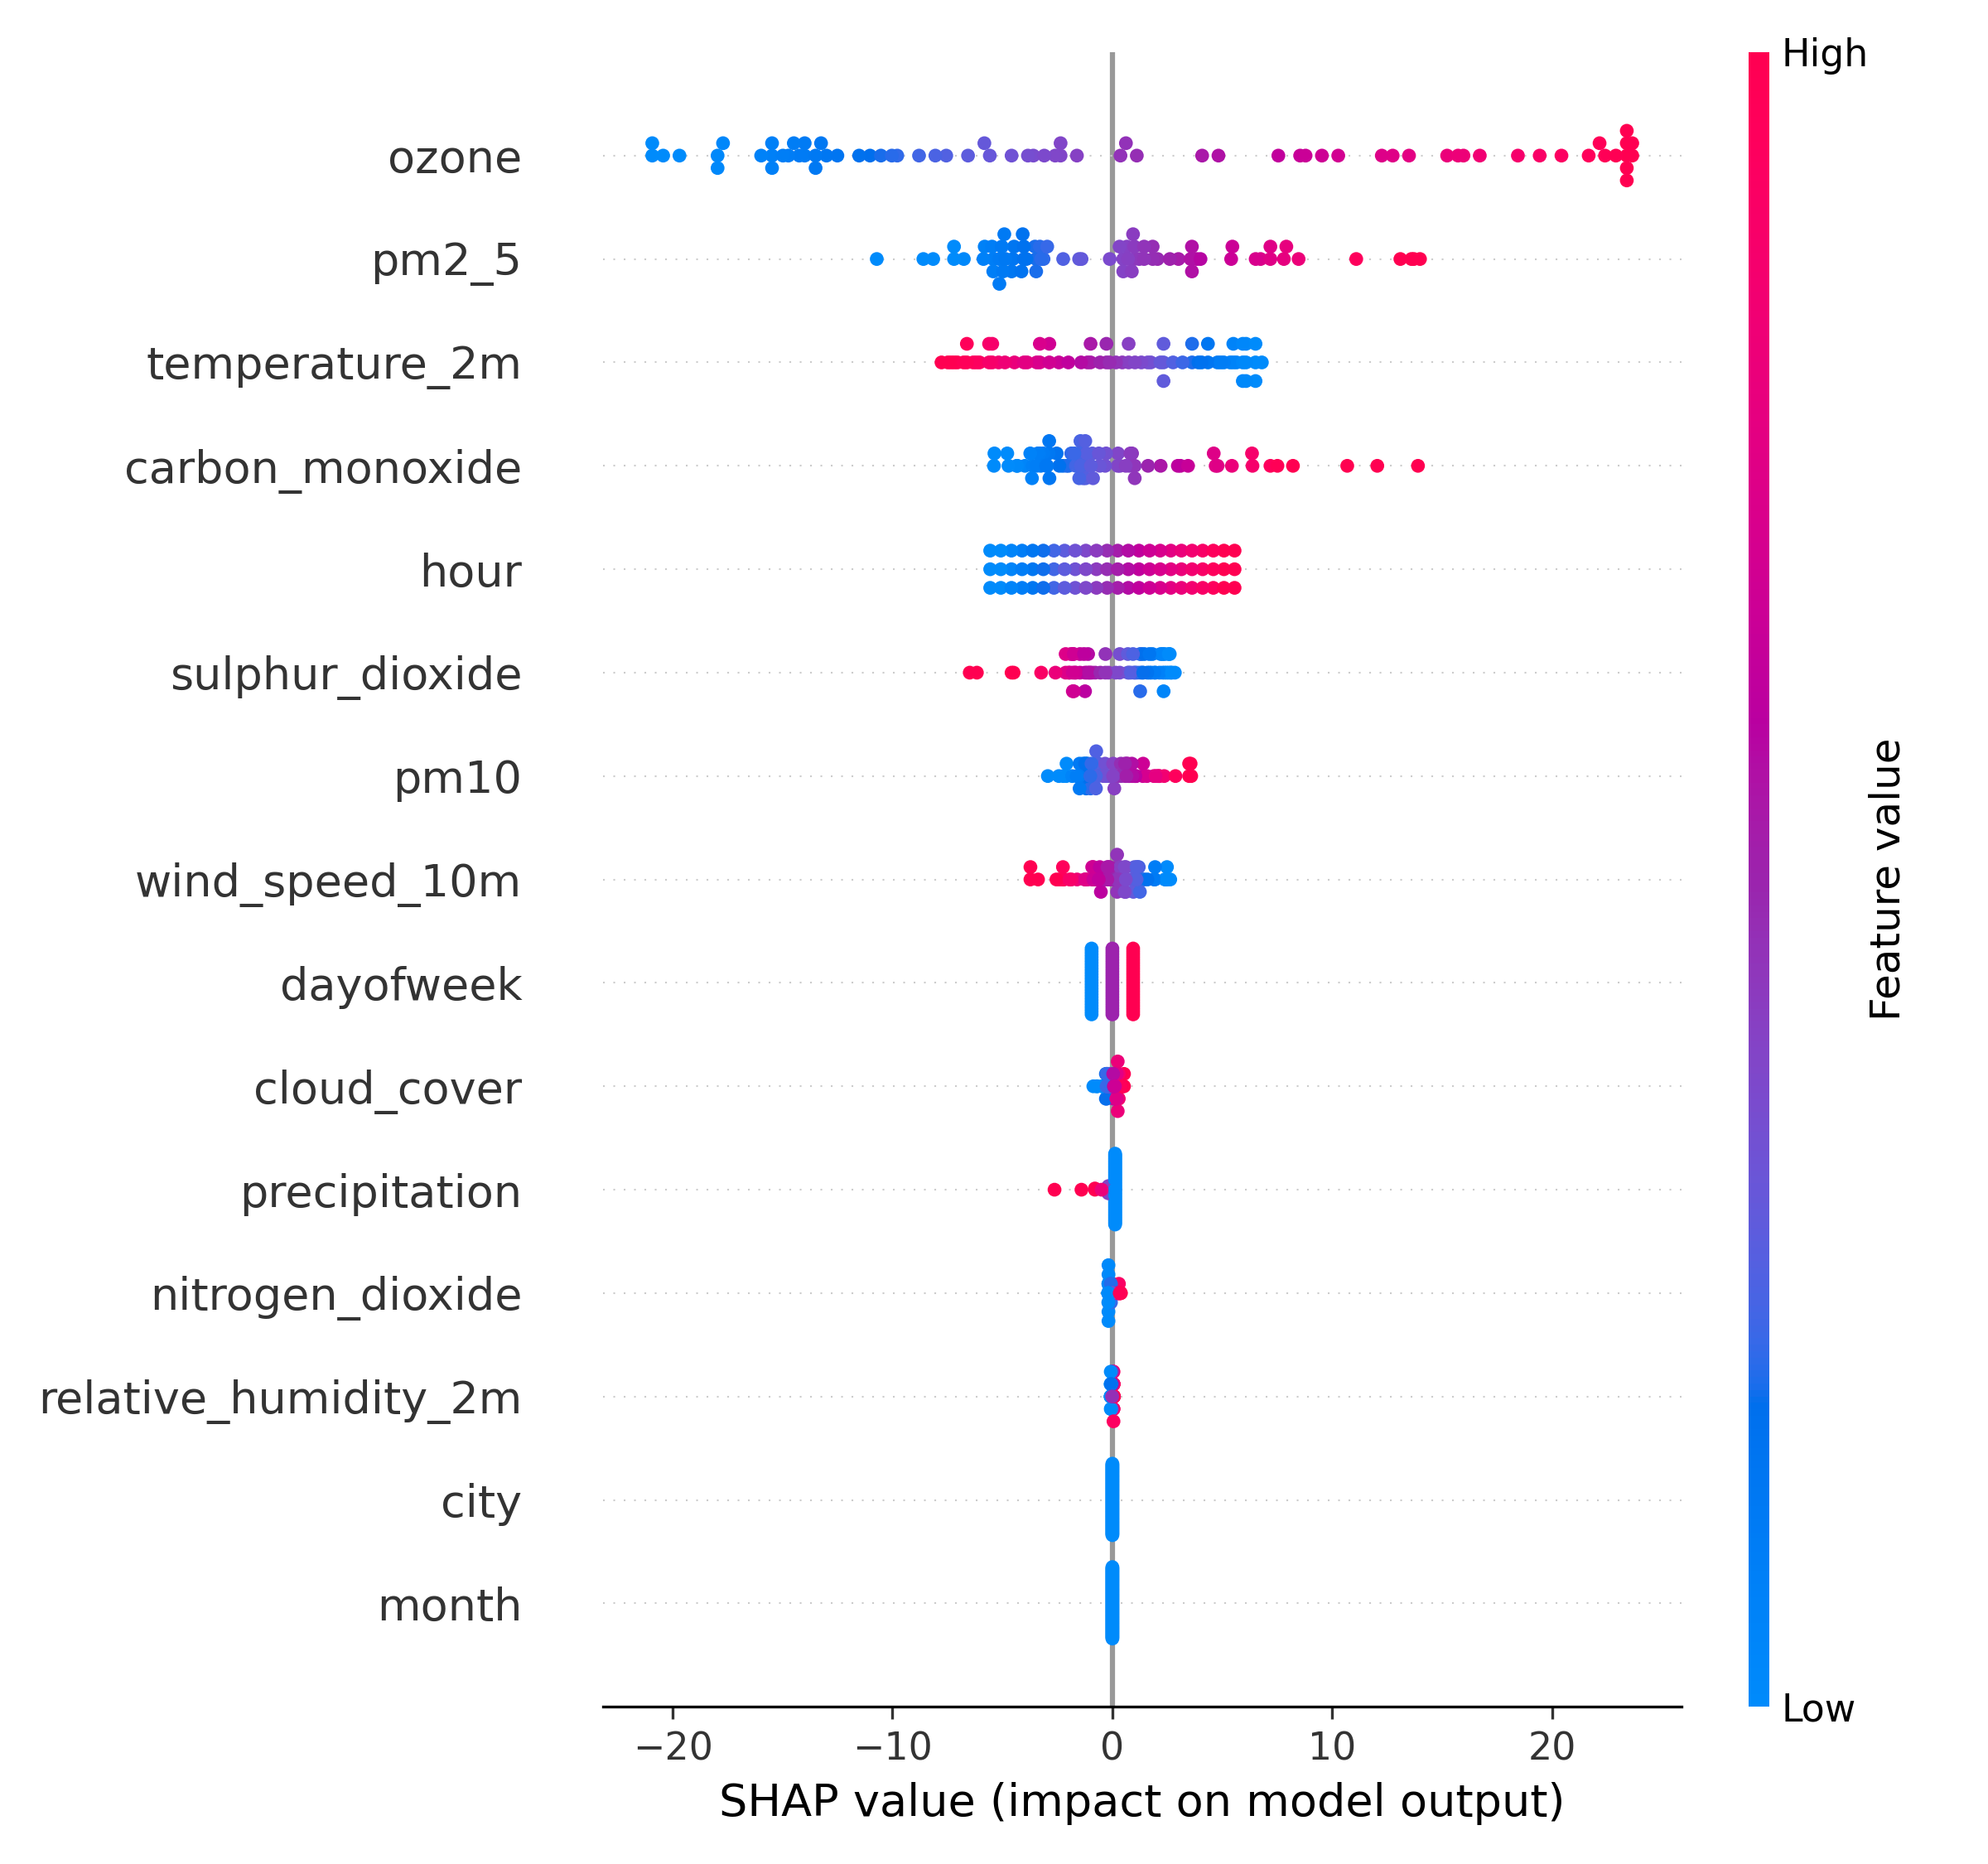 High
ozone
pm2_5
temperature_2m
carbon_monoxide
hour
sulphur_dioxide
pm10
wind_speed_10m
dayofweek
cloud_cover
precipitation
nitrogen_dioxide
relative_humidity_2m
city
month
Feature value
Low
−20 −10 0 10 20
SHAP value (impact on model output)